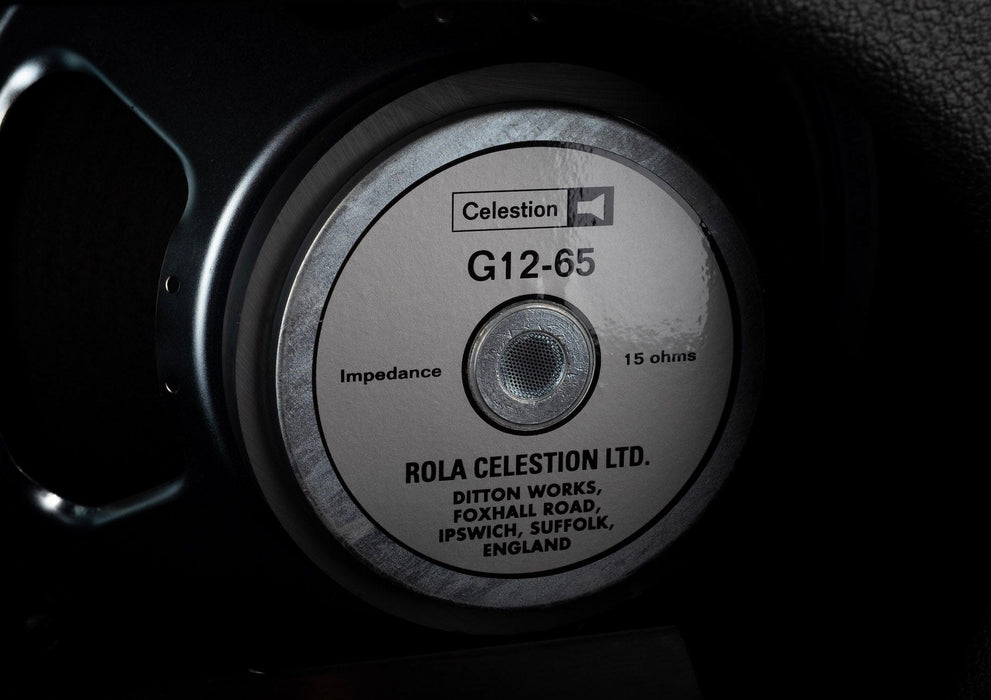 Celestion
G12-65
Impedance 15 ohms
ROLA CELESTION LTD.
DITTON WORKS,
FOXHALL ROAD,
IPSWICH, SUFFOLK,
ENGLAND